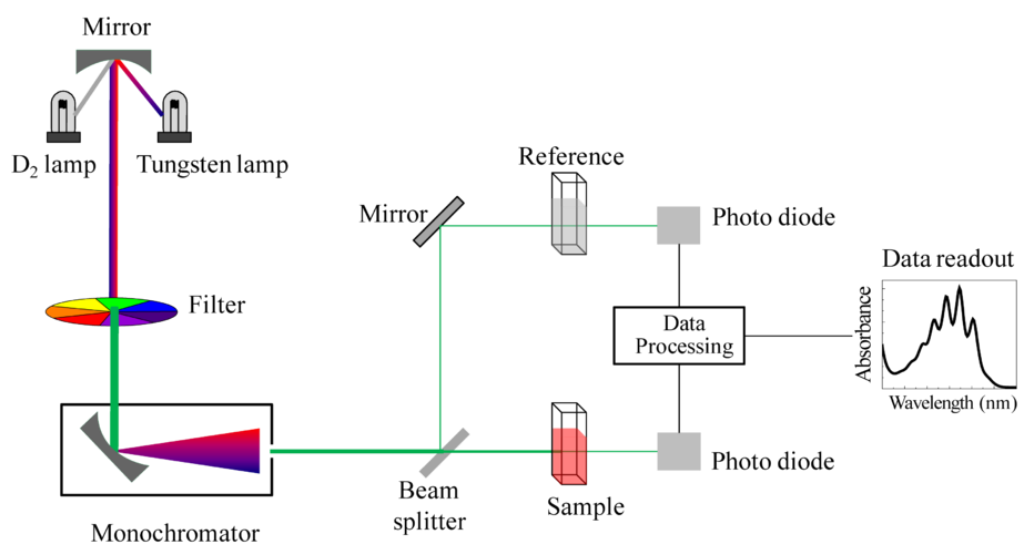 Mirror
D₂ lamp
Tungsten lamp
Filter
Monochromator
Mirror
Beam
splitter
Reference
Sample
Photo diode
Data
Processing
Photo diode
Data readout
Absorbance
Wavelength (nm)